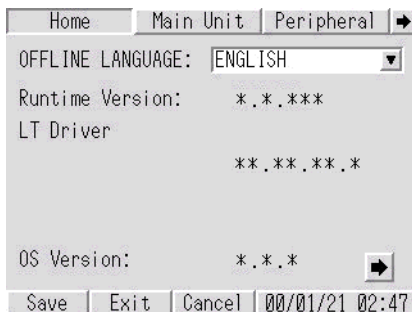 Home Main Unit Peripheral
OFFLINE LANGUAGE: ENGLISH
Runtime Version: *.*.***
LT Driver
**.**.**.*
OS Version: *.*.*
Save Exit Cancel 00/01/21 02:47